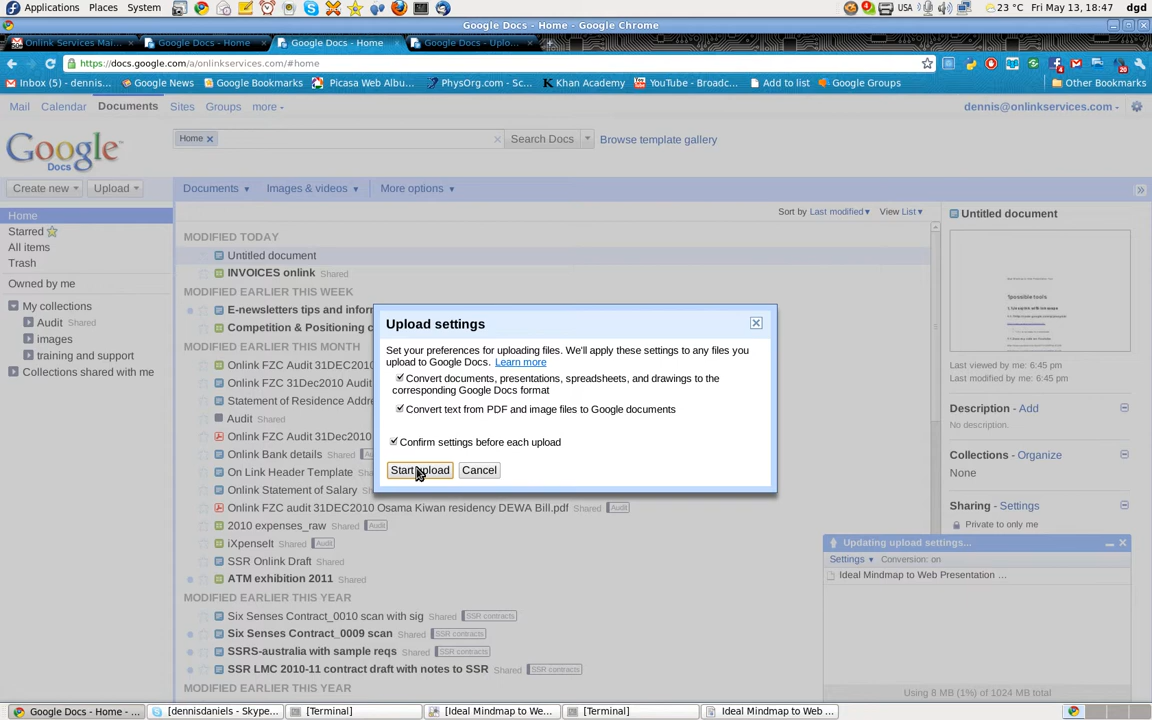 Applications Places System USA 23 °C Fri May 13, 18:47 dgd
Google Docs - Home - Google Chrome
Onlink Services Mai... Google Docs - Home Google Docs - Home Google Docs - Uplo...
https://docs.google.com/a/onlinkservices.com/#home
Inbox (5) - dennis... Google News Google Bookmarks Picasa Web Albu... PhysOrg.com - Sc... Khan Academy YouTube - Broadc... Add to list Google Groups Other Bookmarks
Mail Calendar Documents Sites Groups more dennis@onlinkservices.com
Google Docs
Home Search Docs Browse template gallery
Create new Upload Documents Images & videos More options
Home
Starred
All items
Trash
Owned by me
My collections
Audit Shared
images
training and support
Collections shared with me
Sort by Last modified View List
MODIFIED TODAY
Untitled document
INVOICES onlink Shared
MODIFIED EARLIER THIS WEEK
E-newsletters tips and infor
Competition & Positioning c
MODIFIED EARLIER THIS MONTH
Onlink FZC Audit 31Dec2010
Onlink FZC 31Dec2010 Audit
Statement of Residence Addre
Audit Shared
Onlink FZC Audit 31Dec2010
Onlink Bank details Shared
On Link Header Template
Onlink Statement of Salary
Onlink FZC audit 31DEC2010 Osama Kiwan residency DEWA Bill.pdf Shared Audit
2010 expenses_raw Audit
iXpenseIt Shared Audit
SSR Onlink Draft Shared
ATM exhibition 2011 Shared
MODIFIED EARLIER THIS YEAR
Six Senses Contract_0010 scan with sig Shared SSR contracts
Six Senses Contract_0009 scan Shared SSR contracts
SSRS-australia with sample reqs Shared SSR contracts
SSR LMC 2010-11 contract draft with notes to SSR Shared SSR contracts
MODIFIED EARLIER THIS YEAR
Upload settings
Set your preferences for uploading files. We'll apply these settings to any files you
upload to Google Docs. Learn more
Convert documents, presentations, spreadsheets, and drawings to the
corresponding Google Docs format
Convert text from PDF and image files to Google documents
Confirm settings before each upload
Start upload Cancel
Untitled document
Last viewed by me: 6:45 pm
Last modified by me: 6:45 pm
Description - Add
Collections - Organize
None
Sharing - Settings
Private to only me
Updating upload settings...
Settings Conversion: on
Ideal Mindmap to Web Presentation ...
Using 8 MB (1%) of 1024 MB total
Google Docs - Home - ... [dennisdaniels - Skype... [Terminal] [Ideal Mindmap to We... [Terminal] Ideal Mindmap to Web ...